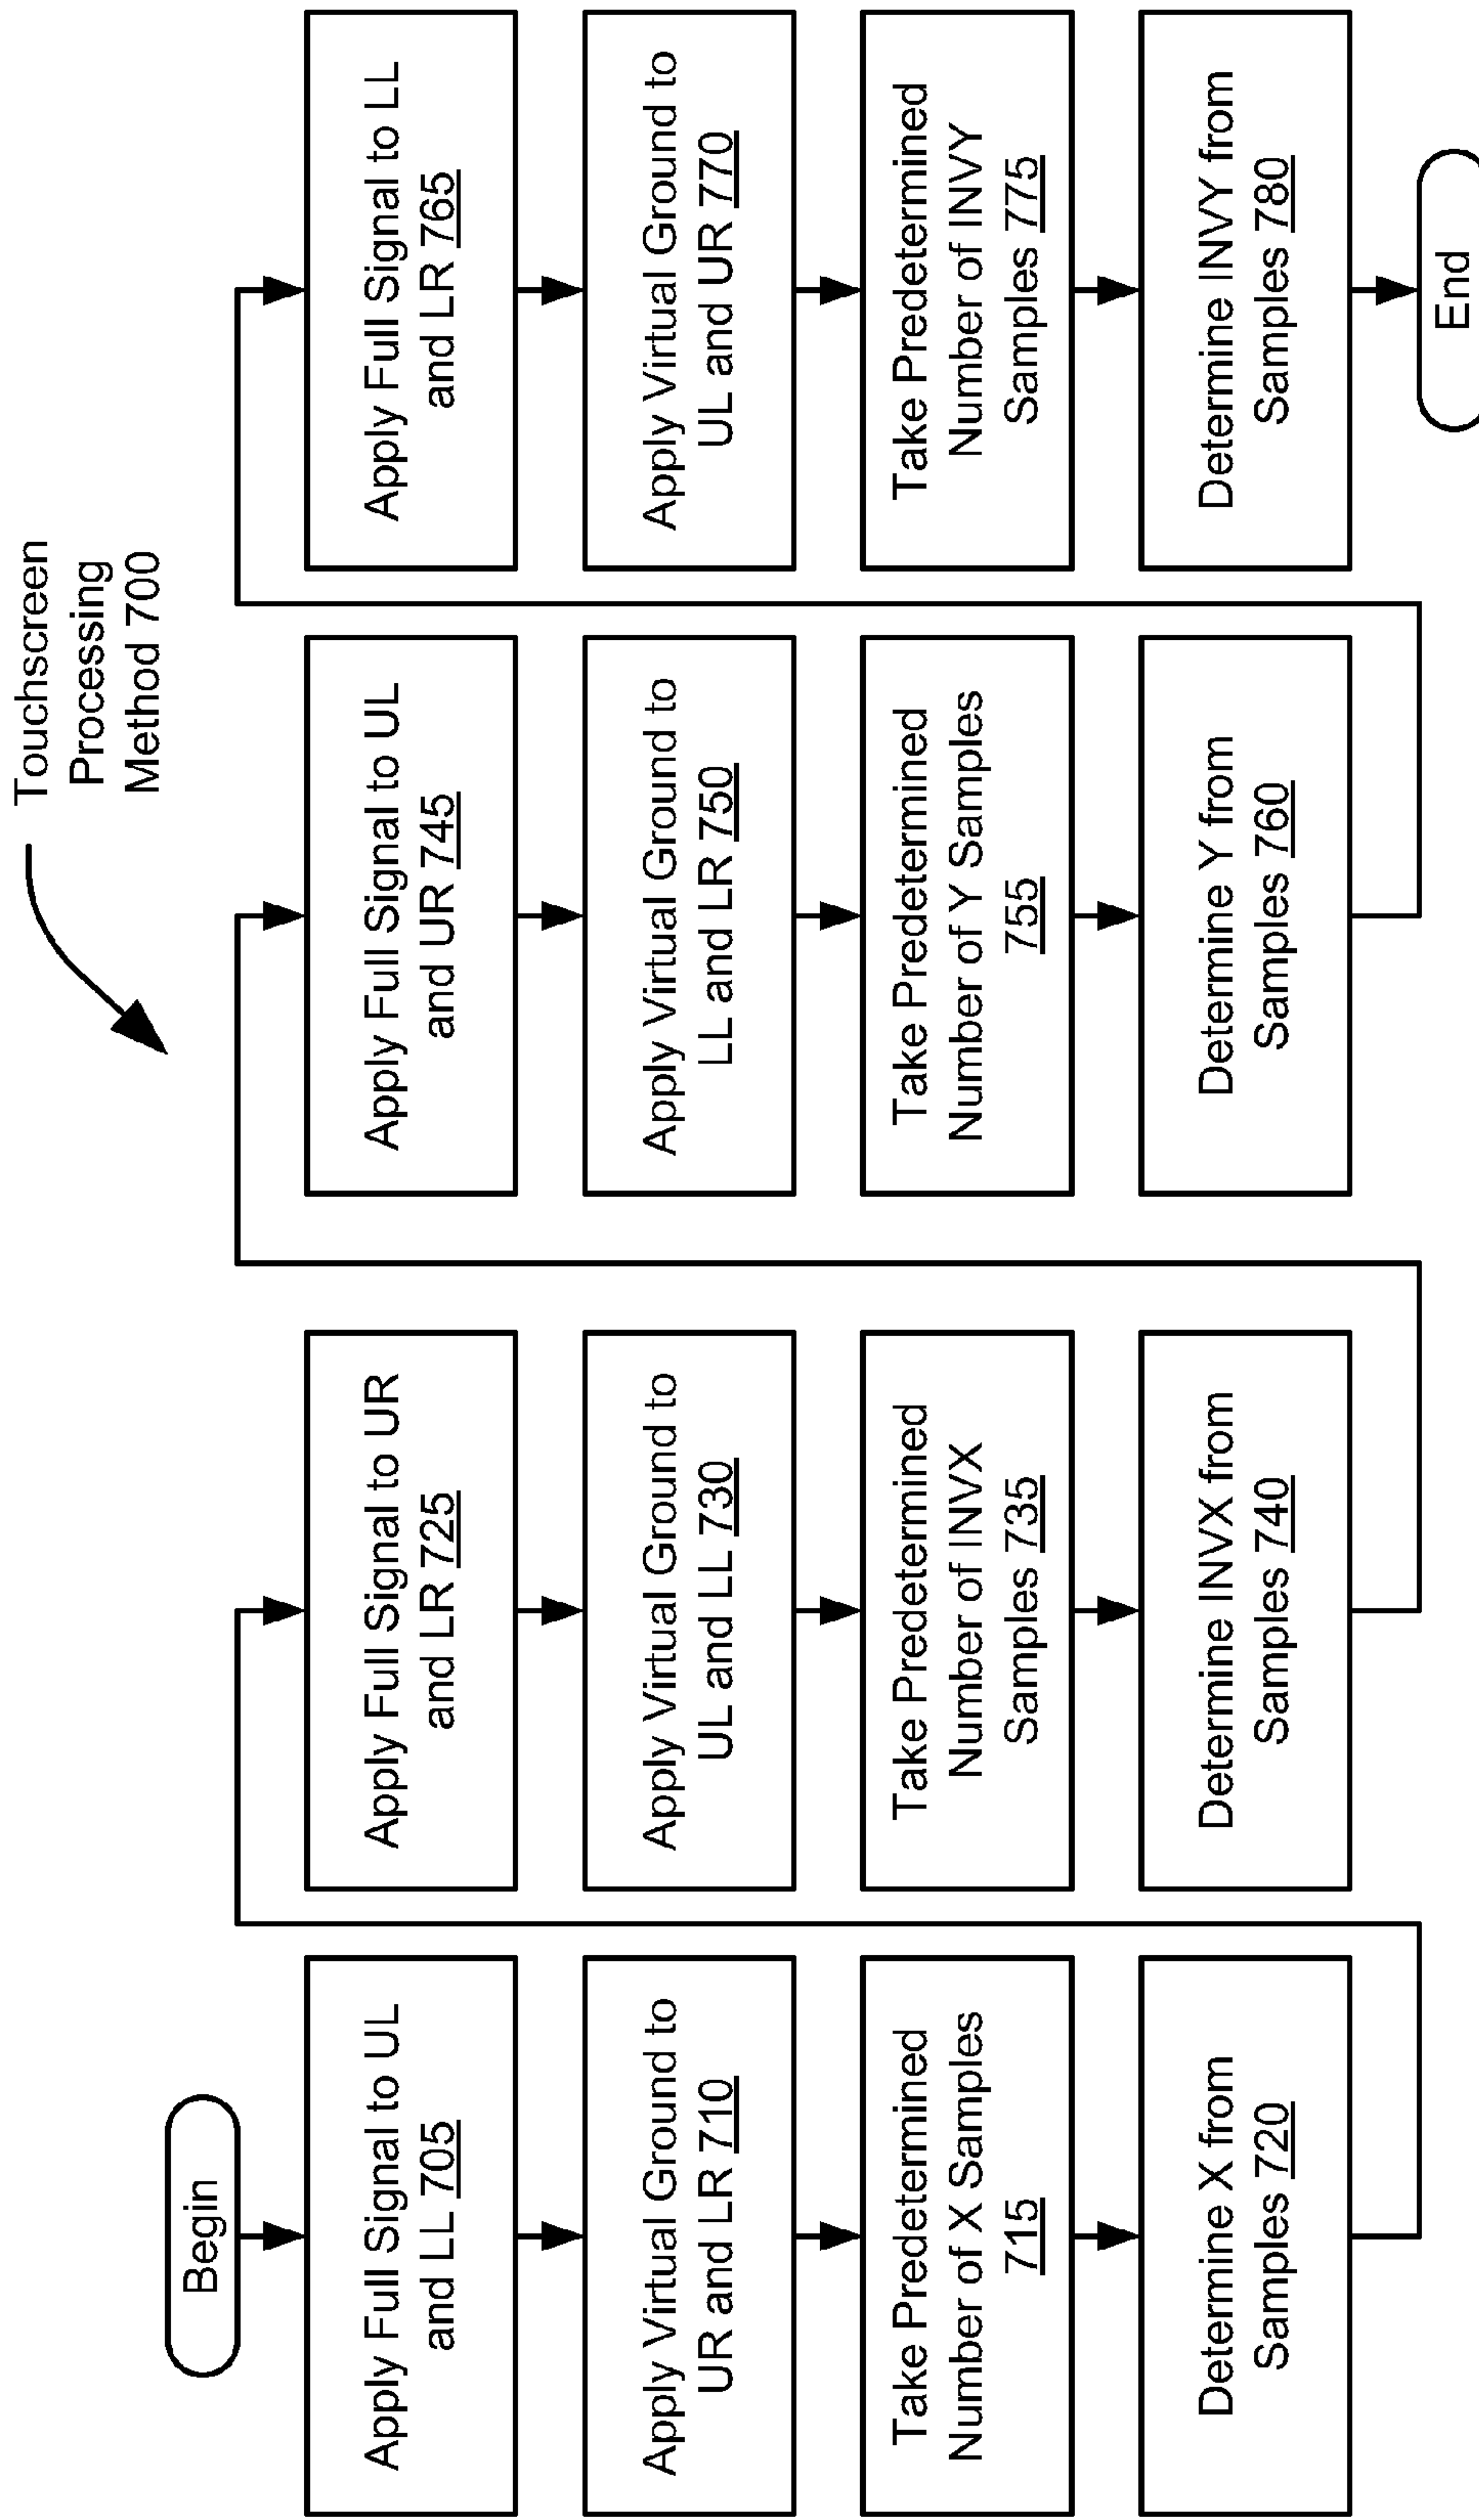 Touchscreen
Processing
Method 700
Begin
Apply Full Signal to UL
and LL 705
Apply Virtual Ground to
UR and LR 710
Take Predetermined
Number of X Samples
715
Determine X from
Samples 720
Apply Full Signal to UR
and LR 725
Apply Virtual Ground to
UL and LL 730
Take Predetermined
Number of INVX
Samples 735
Determine INVX from
Samples 740
Apply Full Signal to UL
and UR 745
Apply Virtual Ground to
LL and LR 750
Take Predetermined
Number of Y Samples
755
Determine Y from
Samples 760
Apply Full Signal to LL
and LR 765
Apply Virtual Ground to
UL and UR 770
Take Predetermined
Number of INVY
Samples 775
Determine INVY from
Samples 780
End